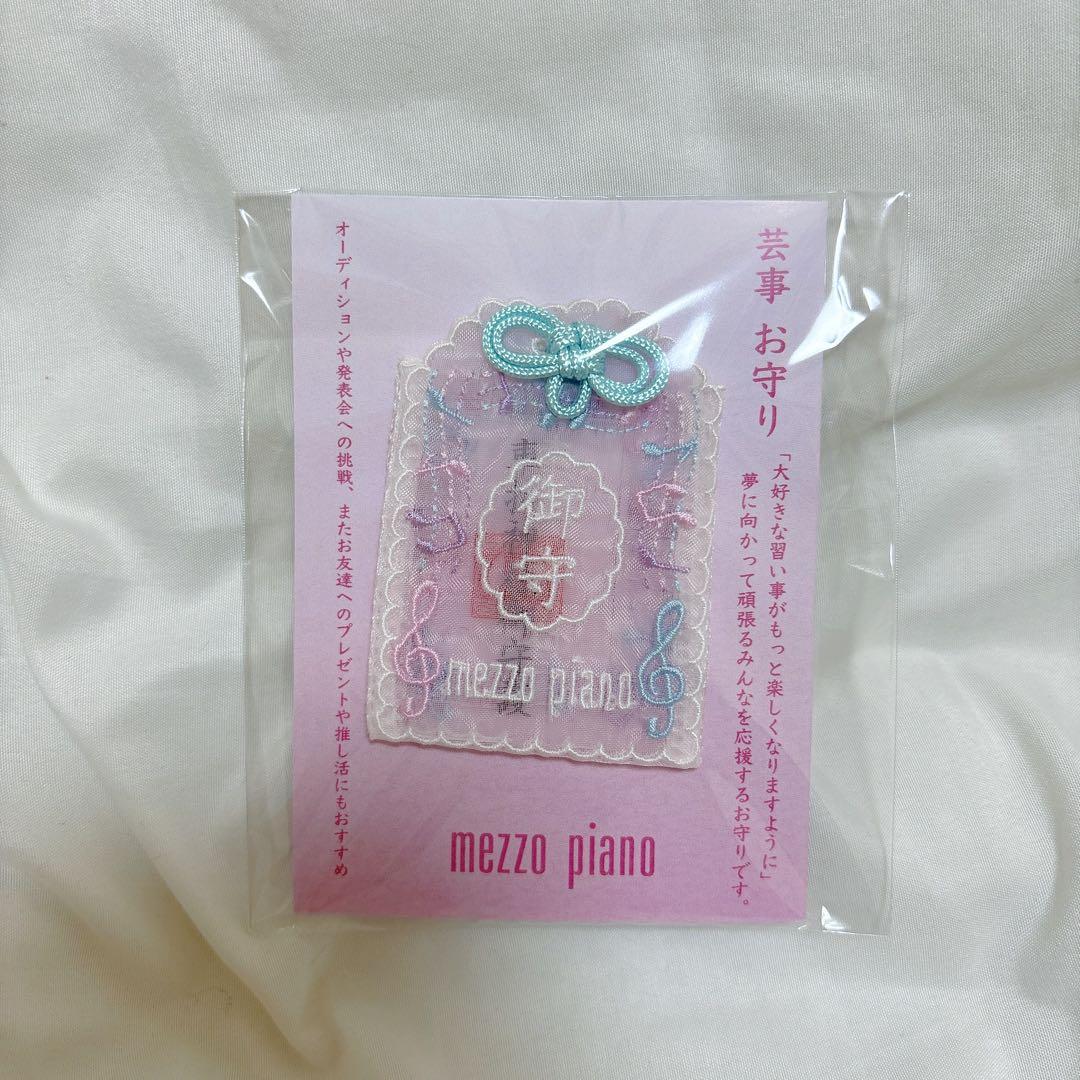 芸事 お守り
「大好きな習い事がもっと楽しくなりますように」
夢に向かって頑張るみんなを応援するお守りです。
御守
mezzo piano
mezzo piano
オーディションや発表会への挑戦、またお友達へのプレゼントや推し活にもおすすめ